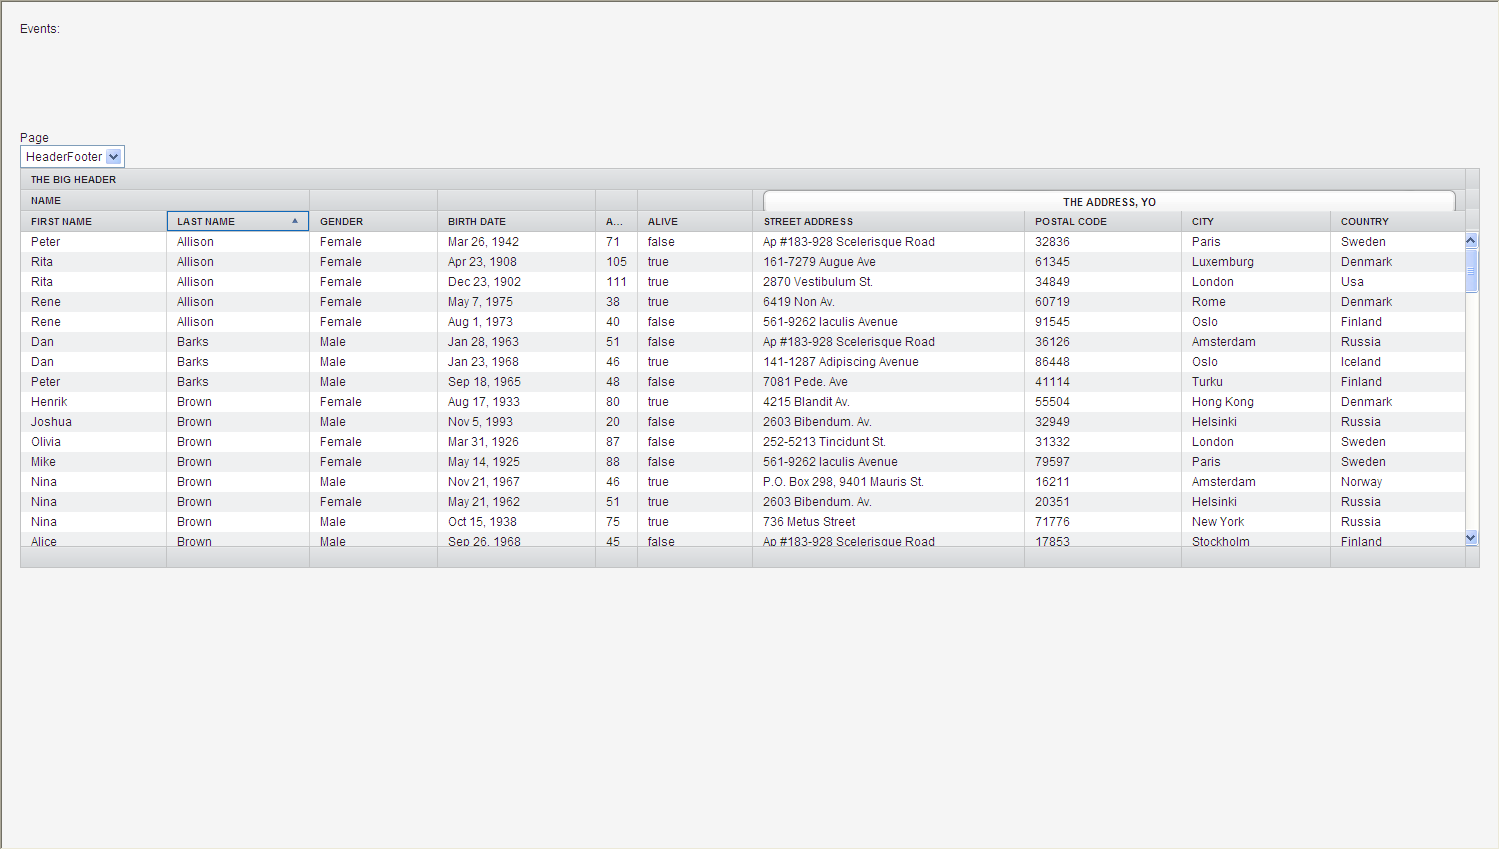 Events:
Page
HeaderFooter
THE BIG HEADER
NAME THE ADDRESS, YO
FIRST NAME LAST NAME GENDER BIRTH DATE A... ALIVE STREET ADDRESS POSTAL CODE CITY COUNTRY
Peter Allison Female Mar 26, 1942 71 false Ap #183-928 Scelerisque Road 32836 Paris Sweden
Rita Allison Female Apr 23, 1908 105 true 161-7279 Augue Ave 61345 Luxemburg Denmark
Rita Allison Female Dec 23, 1902 111 true 2870 Vestibulum St. 34849 London Usa
Rene Allison Female May 7, 1975 38 true 6419 Non Av. 60719 Rome Denmark
Rene Allison Female Aug 1, 1973 40 false 561-9262 Iaculis Avenue 91545 Oslo Finland
Dan Barks Male Jan 28, 1963 51 false Ap #183-928 Scelerisque Road 36126 Amsterdam Russia
Dan Barks Male Jan 23, 1968 46 true 141-1287 Adipiscing Avenue 86448 Oslo Iceland
Peter Barks Male Sep 18, 1965 48 false 7081 Pede. Ave 41114 Turku Finland
Henrik Brown Female Aug 17, 1933 80 true 4215 Blandit Av. 55504 Hong Kong Denmark
Joshua Brown Male Nov 5, 1993 20 false 2603 Bibendum. Av. 32949 Helsinki Russia
Olivia Brown Female Mar 31, 1926 87 false 252-5213 Tincidunt St. 31332 London Sweden
Mike Brown Female May 14, 1925 88 false 561-9262 Iaculis Avenue 79597 Paris Sweden
Nina Brown Male Nov 21, 1967 46 true P.O. Box 298, 9401 Mauris St. 16211 Amsterdam Norway
Nina Brown Female May 21, 1962 51 true 2603 Bibendum. Av. 20351 Helsinki Russia
Nina Brown Male Oct 15, 1938 75 true 736 Metus Street 71776 New York Russia
Alice Brown Male Sep 26, 1968 45 false Ap #183-928 Scelerisque Road 17853 Stockholm Finland